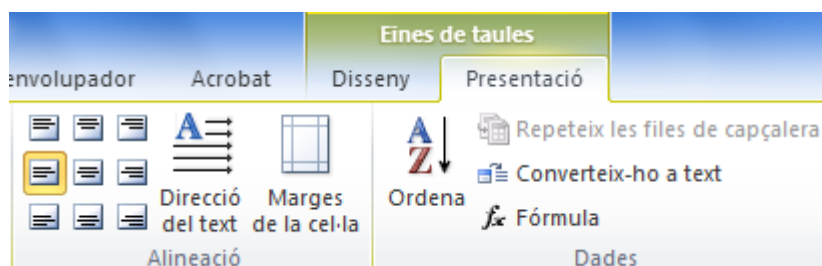 Eines de taules
envolupador Acrobat Disseny Presentació
Direcció del text
Marges de la cel·la
Alineació
A
Z
Ordena
Repeteix les files de capçalera
Converteix-ho a text
fx Fórmula
Dades